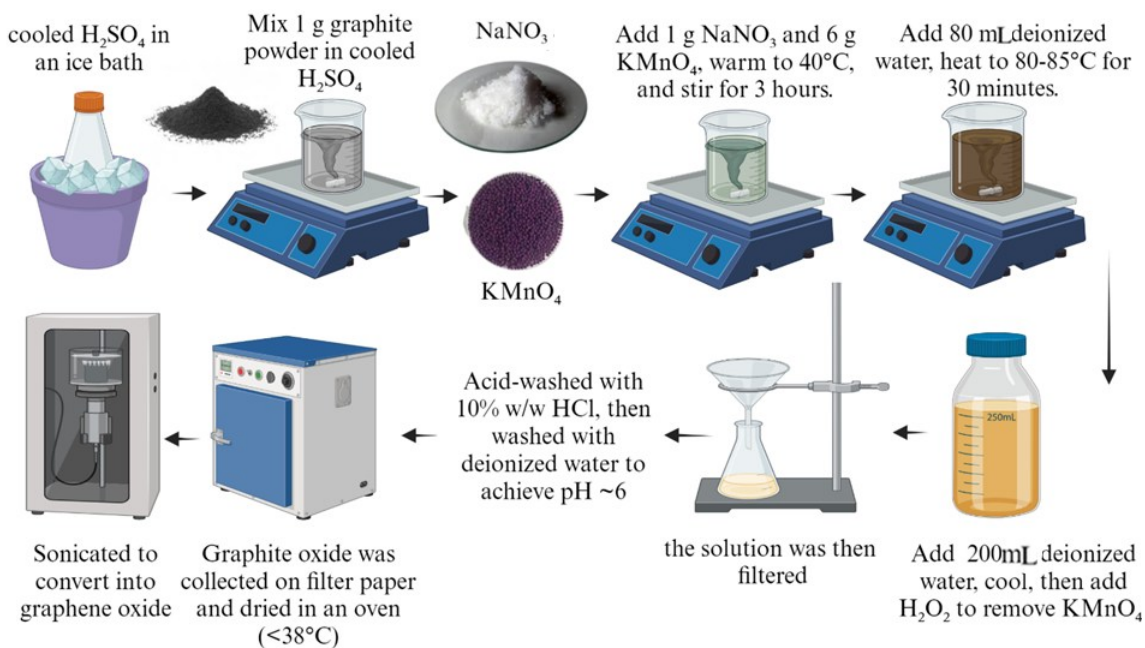 cooled H₂SO₄ in
an ice bath
Mix 1 g graphite
powder in cooled
H₂SO₄
NaNO₃
KMnO₄
Add 1 g NaNO₃ and 6 g
KMnO₄, warm to 40°C,
and stir for 3 hours.
Add 80 mLdeionized
water, heat to 80-85°C for
30 minutes.
250mL
Add 200mL deionized
water, cool, then add
H₂O₂ to remove KMnO₄
the solution was then
filtered
Acid-washed with
10% w/w HCl, then
washed with
deionized water to
achieve pH ~6
Graphite oxide was
collected on filter paper
and dried in an oven
(<38°C)
Sonicated to
convert into
graphene oxide